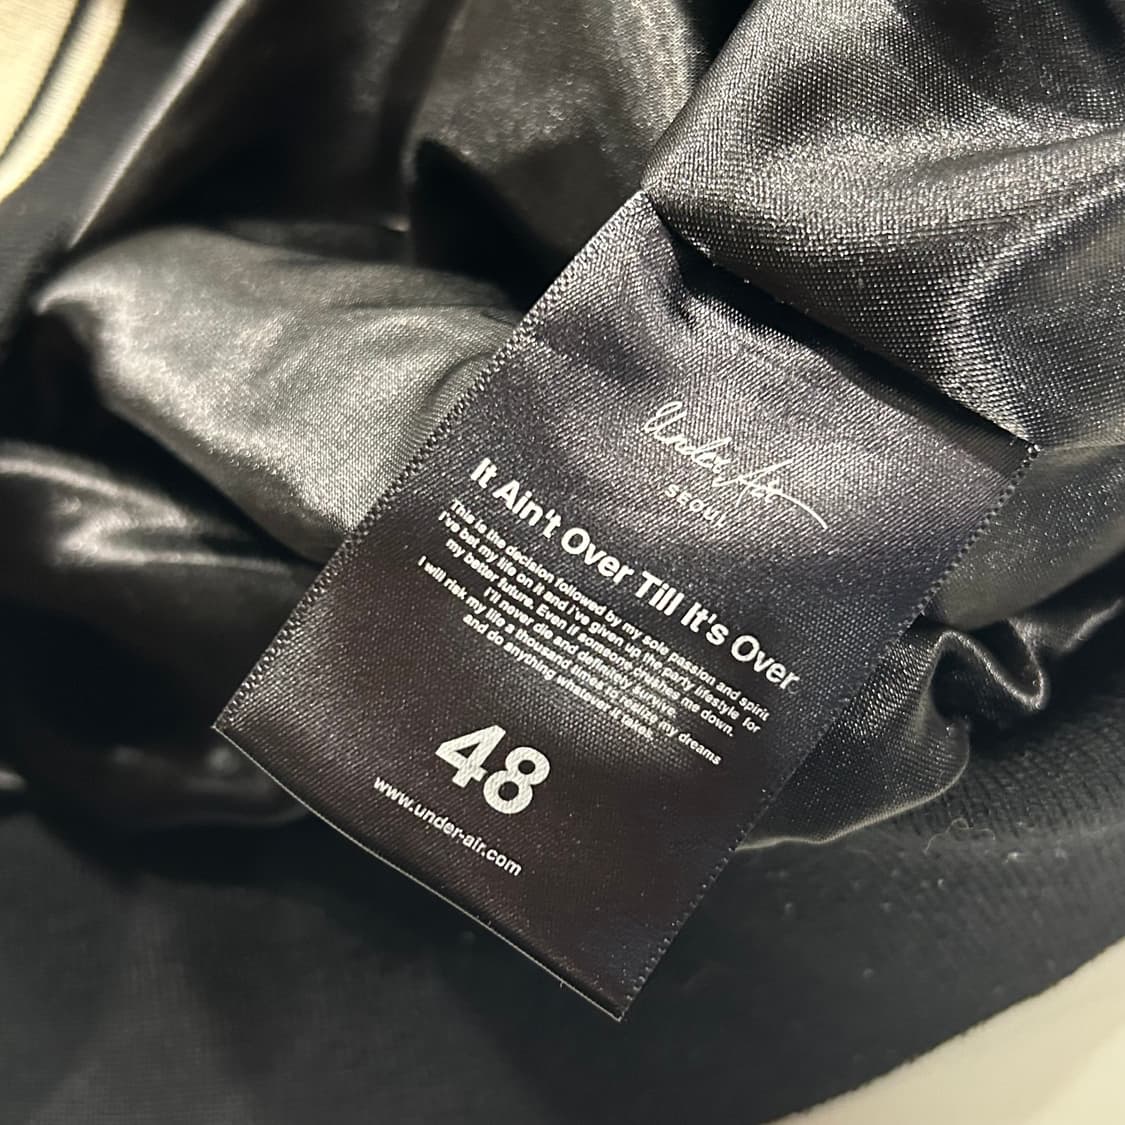 Under Air
SEOUL
It Ain't Over Till It's Over
This is the decision followed by my sole passion and spirit
I've bet my life on it and i've given up the party lifestyle for
my better future. Even if someone crushes me down.
I'll never die and definitely survive.
I will risk my life a thousand times to realize my dreams
and do anything whatever it takes.
48
www.under-air.com